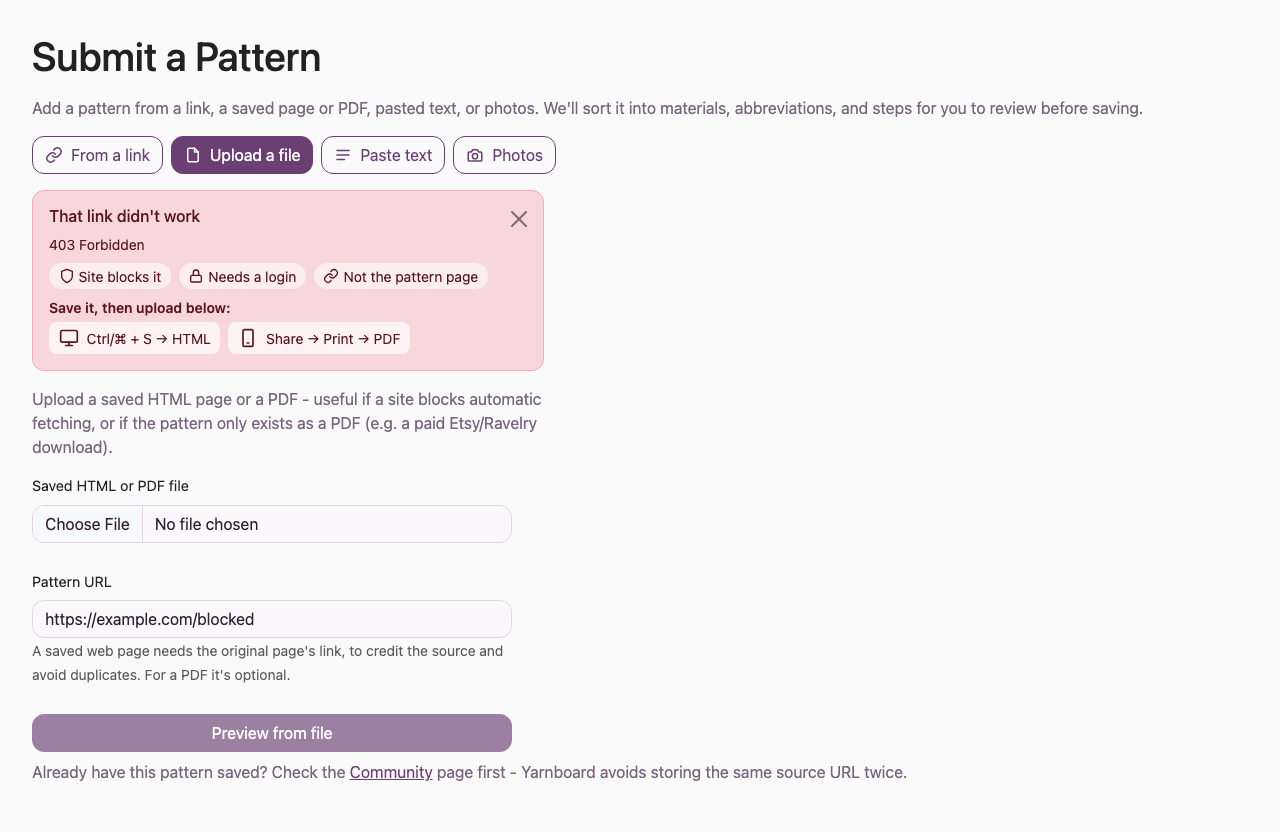 Submit a Pattern
Add a pattern from a link, a saved page or PDF, pasted text, or photos. We'll sort it into materials, abbreviations, and steps for you to review before saving.
From a link
Upload a file
Paste text
Photos
That link didn't work
403 Forbidden
Site blocks it
Needs a login
Not the pattern page
Save it, then upload below:
Ctrl/⌘ + S → HTML
Share → Print → PDF
Upload a saved HTML page or a PDF - useful if a site blocks automatic
fetching, or if the pattern only exists as a PDF (e.g. a paid Etsy/Ravelry
download).
Saved HTML or PDF file
Choose File
No file chosen
Pattern URL
https://example.com/blocked
A saved web page needs the original page's link, to credit the source and
avoid duplicates. For a PDF it's optional.
Preview from file
Already have this pattern saved? Check the Community page first - Yarnboard avoids storing the same source URL twice.